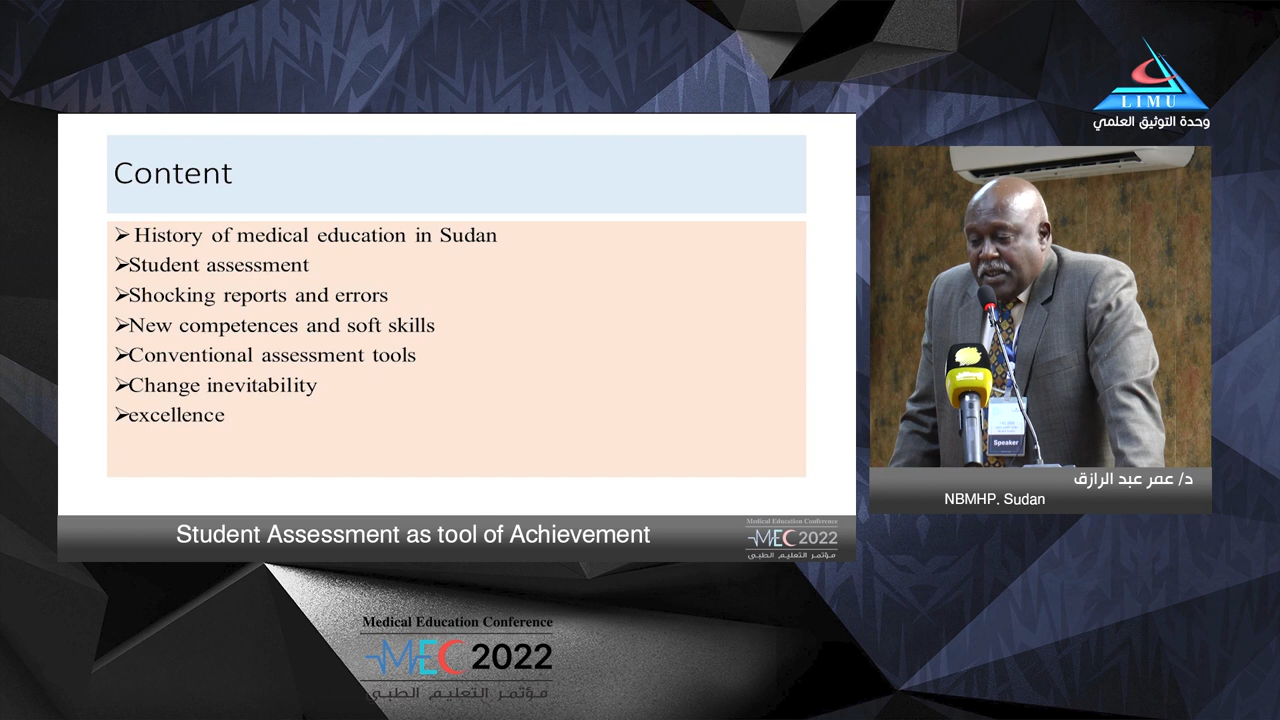 LIMU
وحدة التوثيق العلمي
Content
➢ History of medical education in Sudan
➢Student assessment
➢Shocking reports and errors
➢New competences and soft skills
➢Conventional assessment tools
➢Change inevitability
➢excellence
Speaker
د/ عمر عبد الرازق
NBMHP. Sudan
Student Assessment as tool of Achievement
Medical Education Conference
MEC 2022
مؤتمر التعليم الطبي
Medical Education Conference
MEC 2022
مؤتمر التعليم الطبي